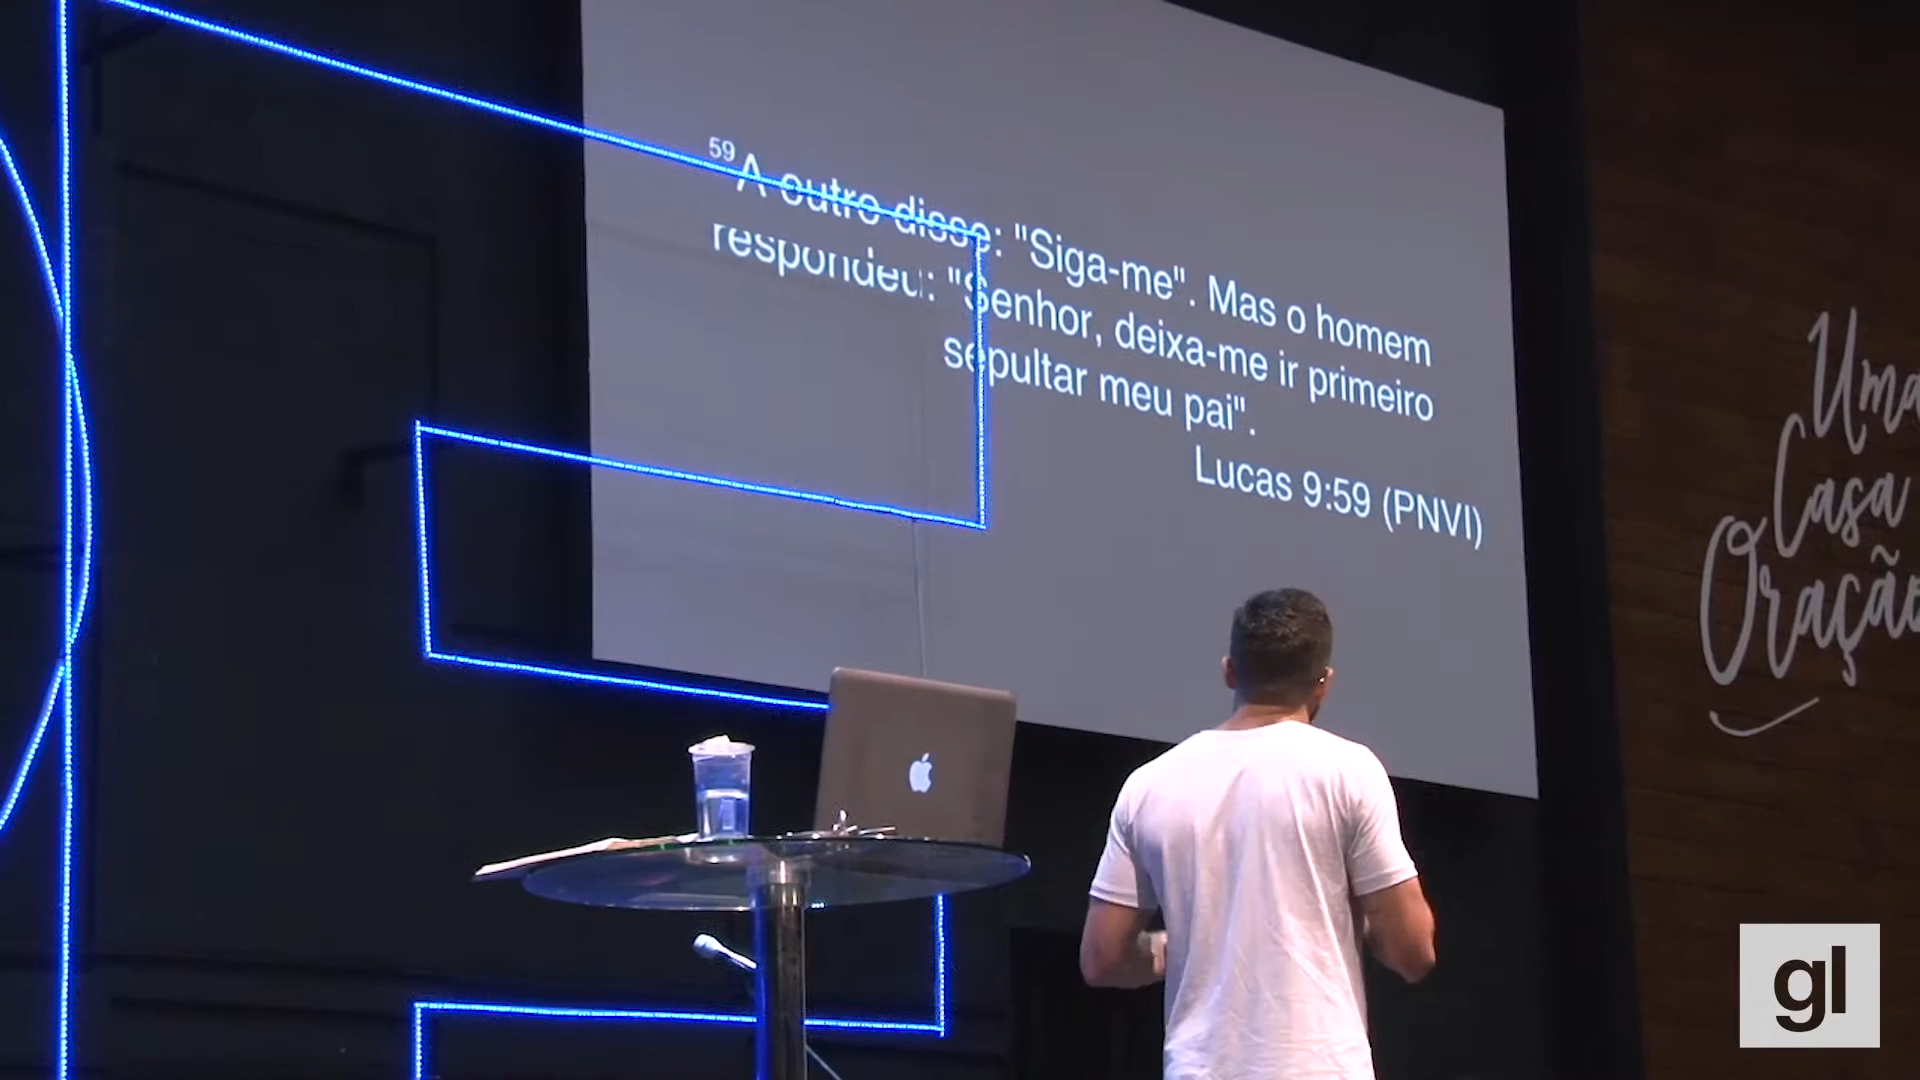 ⁵⁹A outro disse: "Siga-me". Mas o homem
respondeu: "Senhor, deixa-me ir primeiro
sepultar meu pai".
Lucas 9:59 (PNVI)
Uma
Casa
Oração
gl